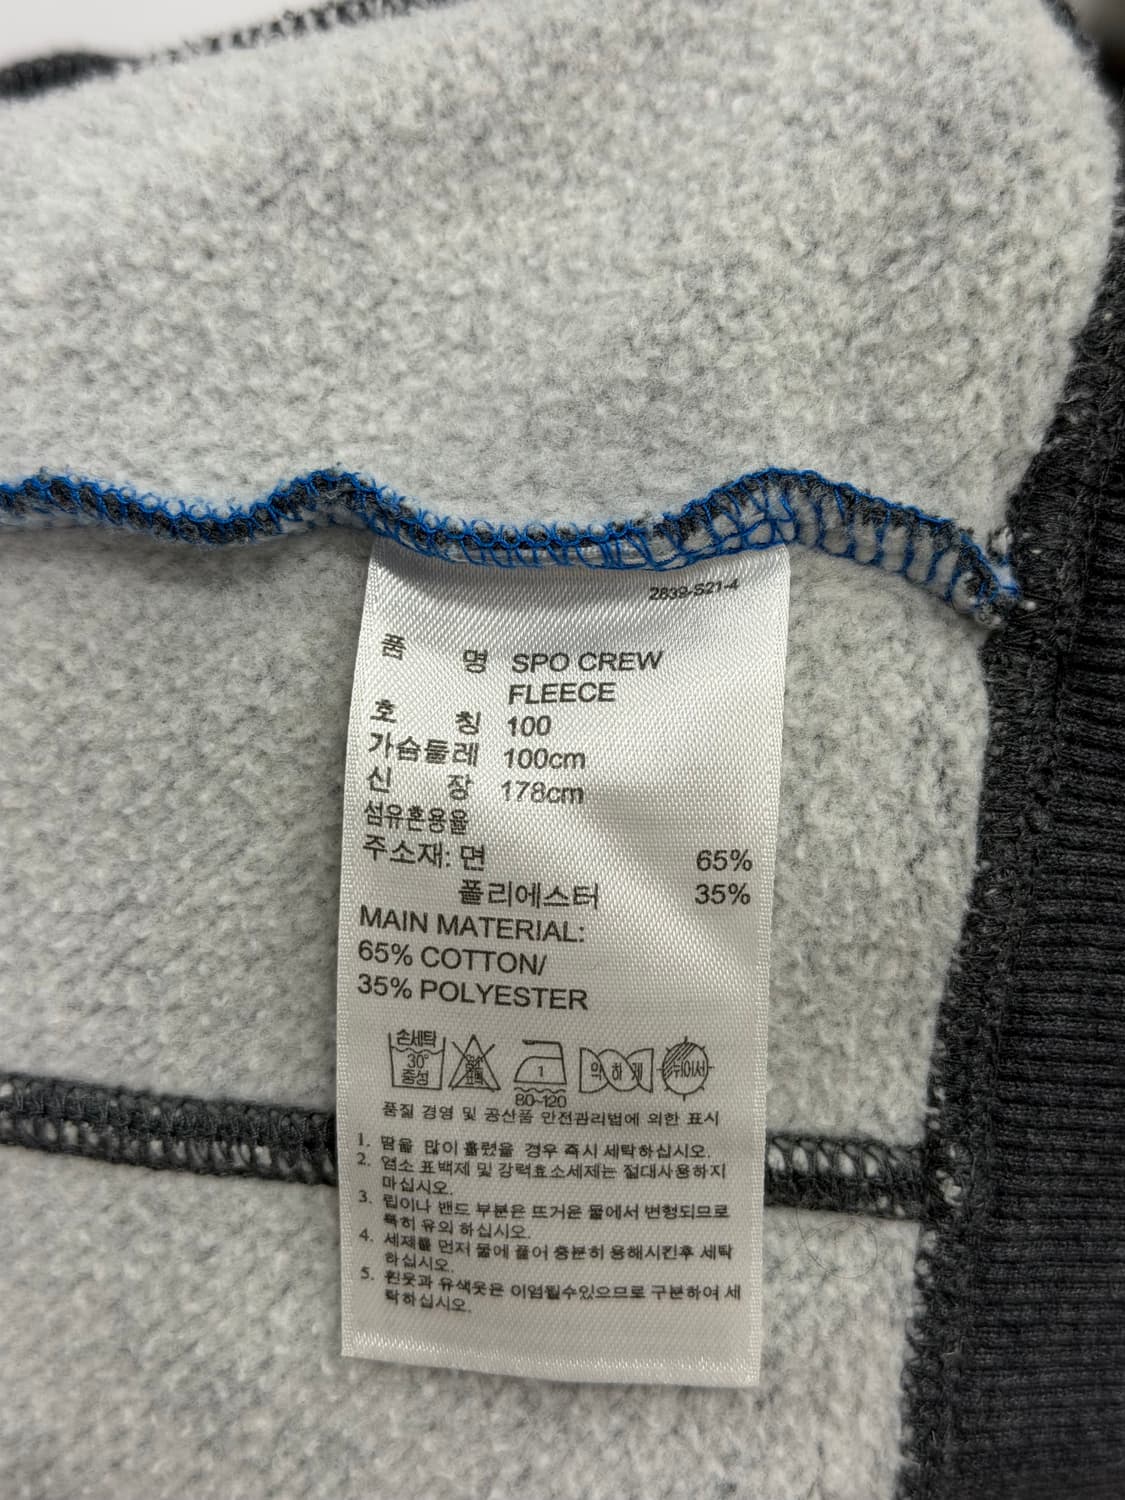 2839-S21-4
품 명 SPO CREW
FLEECE
호 칭 100
가슴둘레 100cm
신 장 178cm
섬유혼용율
주소재: 면 65%
폴리에스터 35%
MAIN MATERIAL:
65% COTTON/
35% POLYESTER
손세탁
30°
중성
염소
표백
1
80~120
약하게
뉘어서
품질 경영 및 공산품 안전관리법에 의한 표시
1. 땀을 많이 흘렸을 경우 즉시 세탁하십시오.
2. 염소 표백제 및 강력효소세제는 절대사용하지
마십시오.
3. 립이나 밴드 부분은 뜨거운 물에서 변형되므로
특히 유의 하십시오.
4. 세제를 먼저 물에 풀어 충분히 용해시킨후 세탁
하십시오.
5. 흰옷과 유색옷은 이염될수있으므로 구분하여 세
탁하십시오.